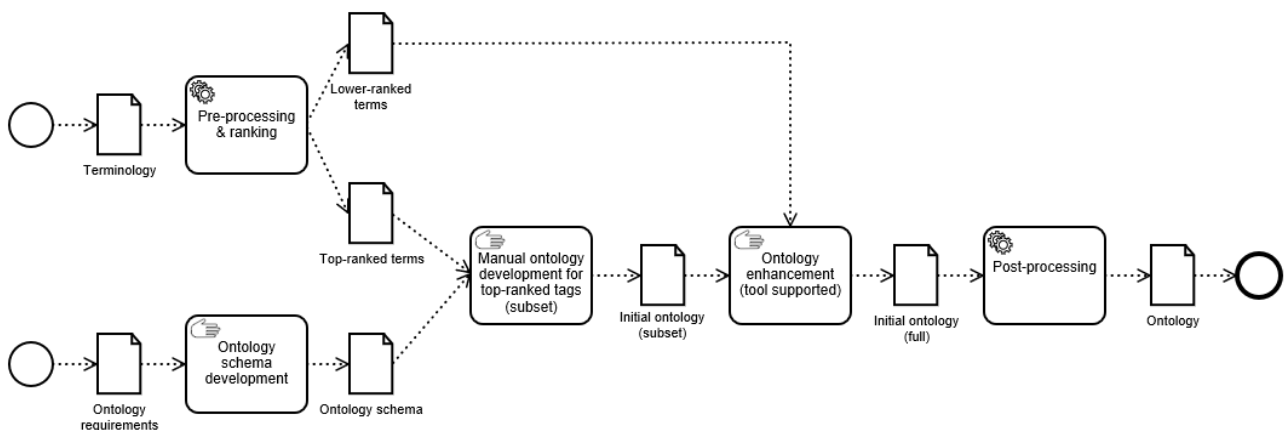 Lower-ranked
terms
Pre-processing
& ranking
Terminology
Top-ranked terms
Manual ontology
development for
top-ranked tags
(subset)
Initial ontology
(subset)
Ontology
enhancement
(tool supported)
Initial ontology
(full)
Post-processing
Ontology
Ontology
requirements
Ontology
schema
development
Ontology schema